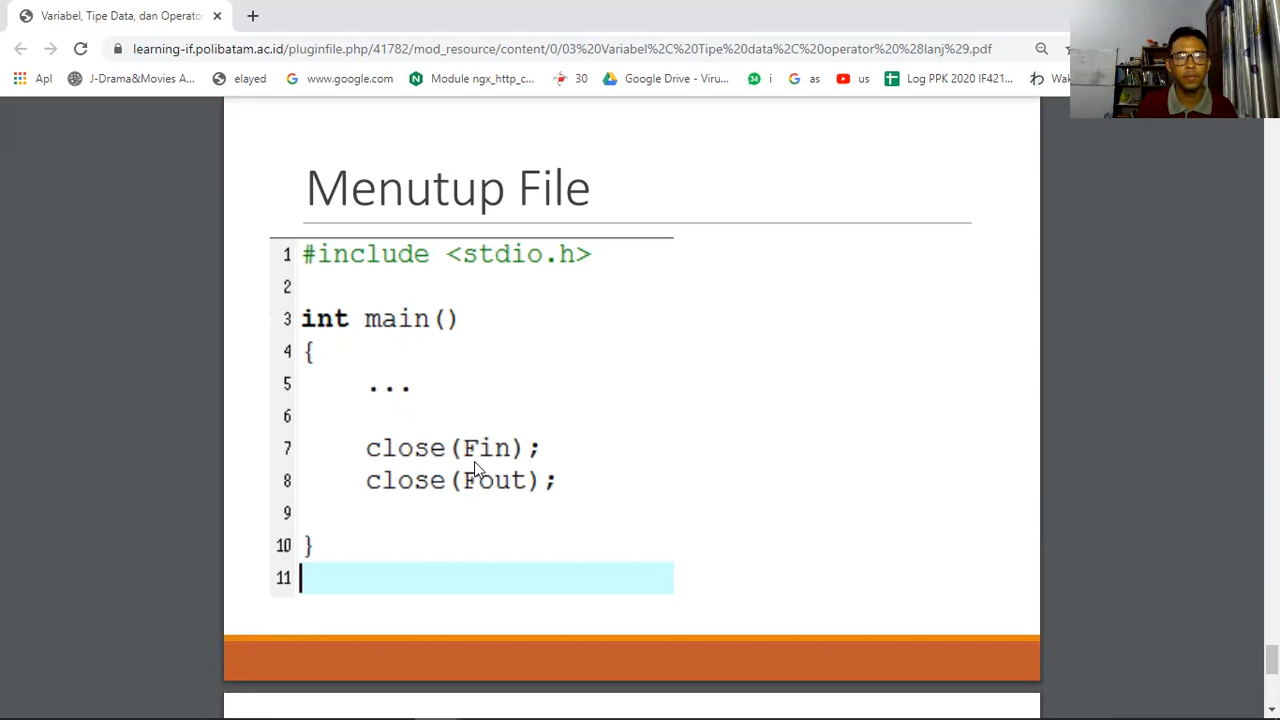 Variabel, Tipe Data, dan Operato
learning-if.polibatam.ac.id/pluginfile.php/41782/mod_resource/content/0/03%20Variabel%2C%20Tipe%20data%2C%20operator%20%28lanj%29.pdf
Apl J-Drama&Movies A... elayed www.google.com Module ngx_http_c... 30 Google Drive - Viru... 34 i as us Log PPK 2020 IF421... Wak
Menutup File
1 #include <stdio.h>
2
3 int main()
4 {
5 ...
6
7 close(Fin);
8 close(Fout);
9
10 }
11